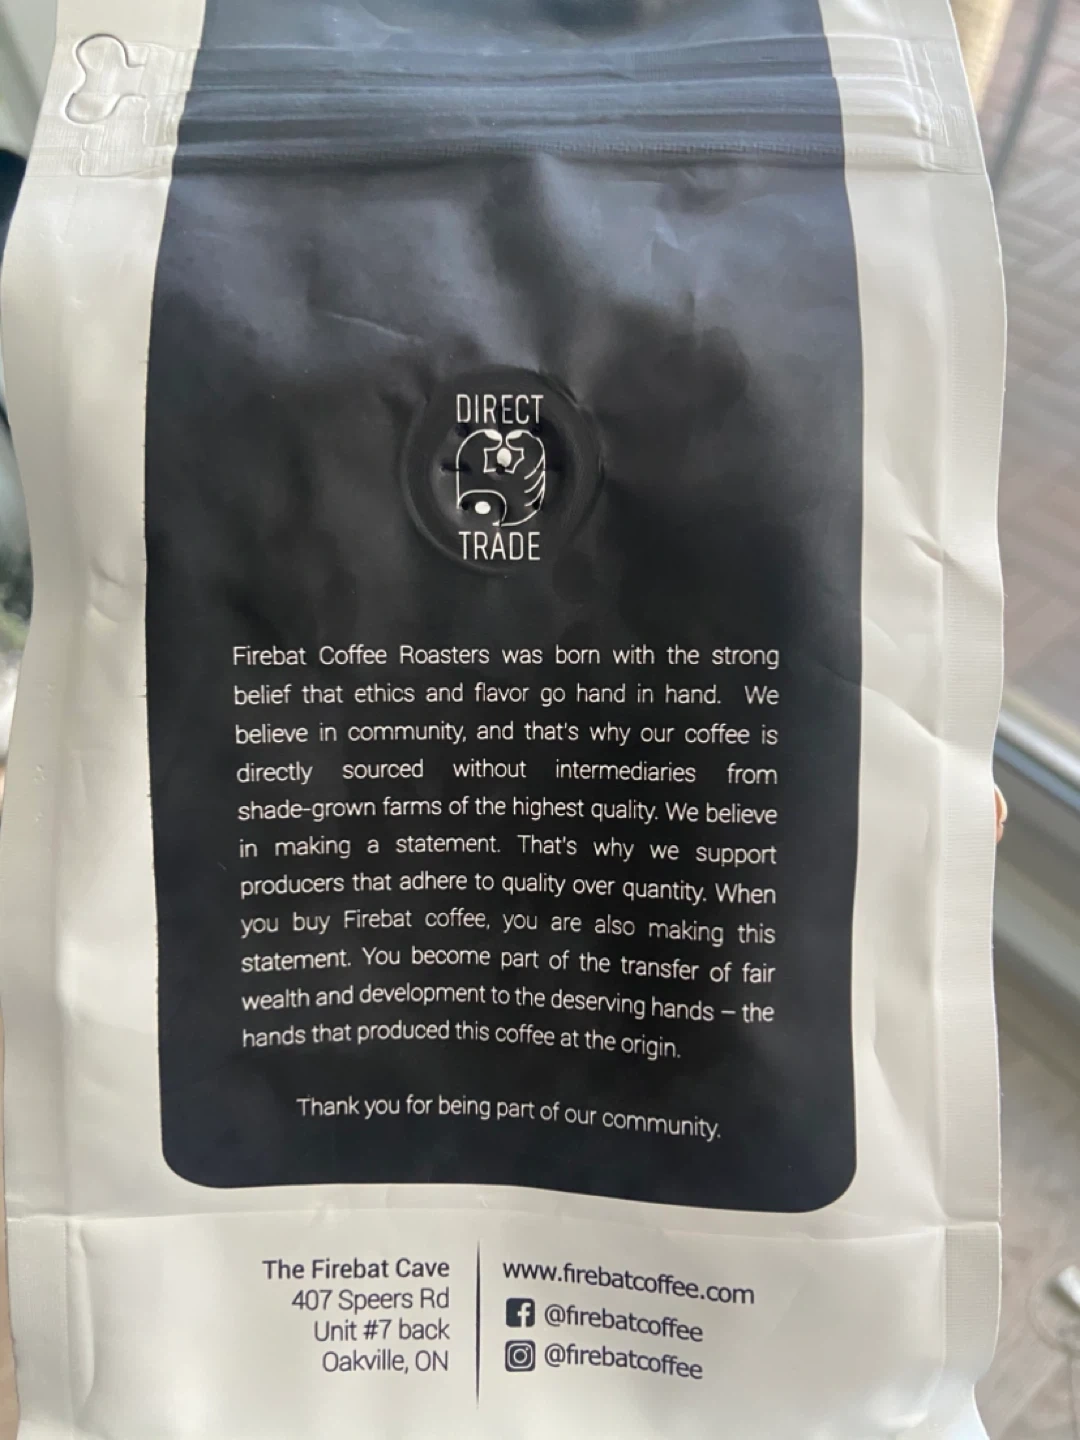 DIRECT
TRADE
Firebat Coffee Roasters was born with the strong
belief that ethics and flavor go hand in hand. We
believe in community, and that's why our coffee is
directly sourced without intermediaries from
shade-grown farms of the highest quality. We believe
in making a statement. That's why we support
producers that adhere to quality over quantity. When
you buy Firebat coffee, you are also making this
statement. You become part of the transfer of fair
wealth and development to the deserving hands – the
hands that produced this coffee at the origin.
Thank you for being part of our community.
The Firebat Cave
407 Speers Rd
Unit #7 back
Oakville, ON
www.firebatcoffee.com
@firebatcoffee
@firebatcoffee